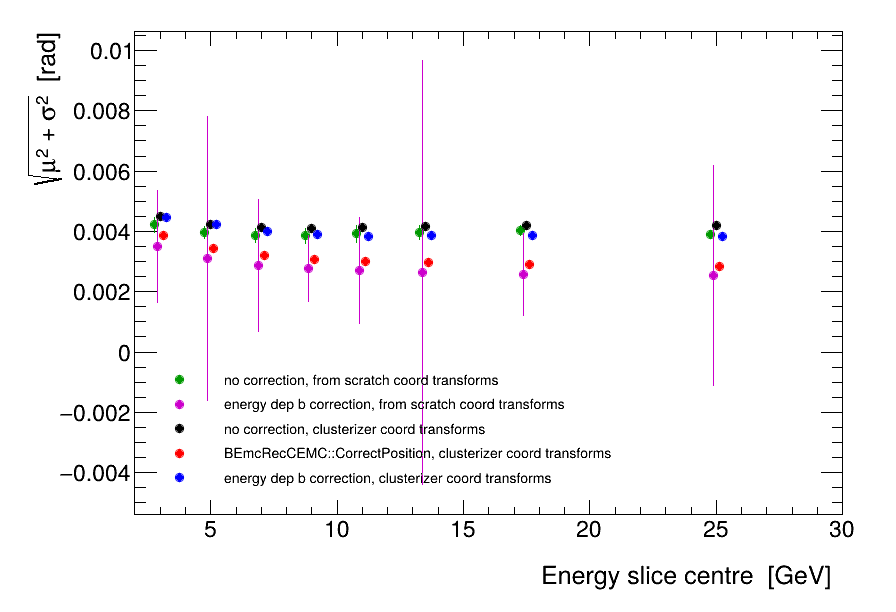 √μ² + σ² [rad]
0.01
0.008
0.006
0.004
0.002
0
−0.002
−0.004
no correction, from scratch coord transforms
energy dep b correction, from scratch coord transforms
no correction, clusterizer coord transforms
BEmcRecCEMC::CorrectPosition, clusterizer coord transforms
energy dep b correction, clusterizer coord transforms
5 10 15 20 25 30
Energy slice centre [GeV]